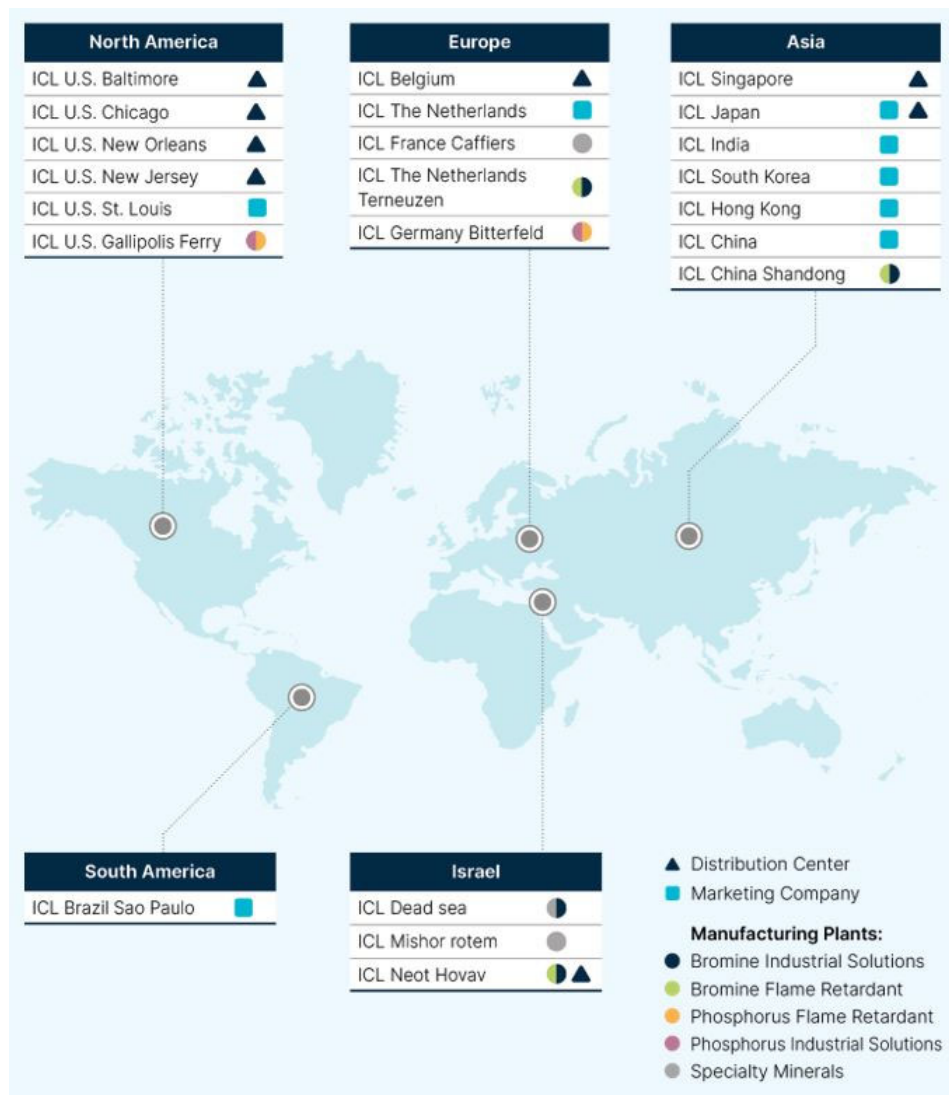 North America
ICL U.S. Baltimore
ICL U.S. Chicago
ICL U.S. New Orleans
ICL U.S. New Jersey
ICL U.S. St. Louis
ICL U.S. Gallipolis Ferry
Europe
ICL Belgium
ICL The Netherlands
ICL France Caffiers
ICL The Netherlands
Terneuzen
ICL Germany Bitterfeld
Asia
ICL Singapore
ICL Japan
ICL India
ICL South Korea
ICL Hong Kong
ICL China
ICL China Shandong
South America
ICL Brazil Sao Paulo
Israel
ICL Dead sea
ICL Mishor rotem
ICL Neot Hovav
Distribution Center
Marketing Company
Manufacturing Plants:
Bromine Industrial Solutions
Bromine Flame Retardant
Phosphorus Flame Retardant
Phosphorus Industrial Solutions
Specialty Minerals